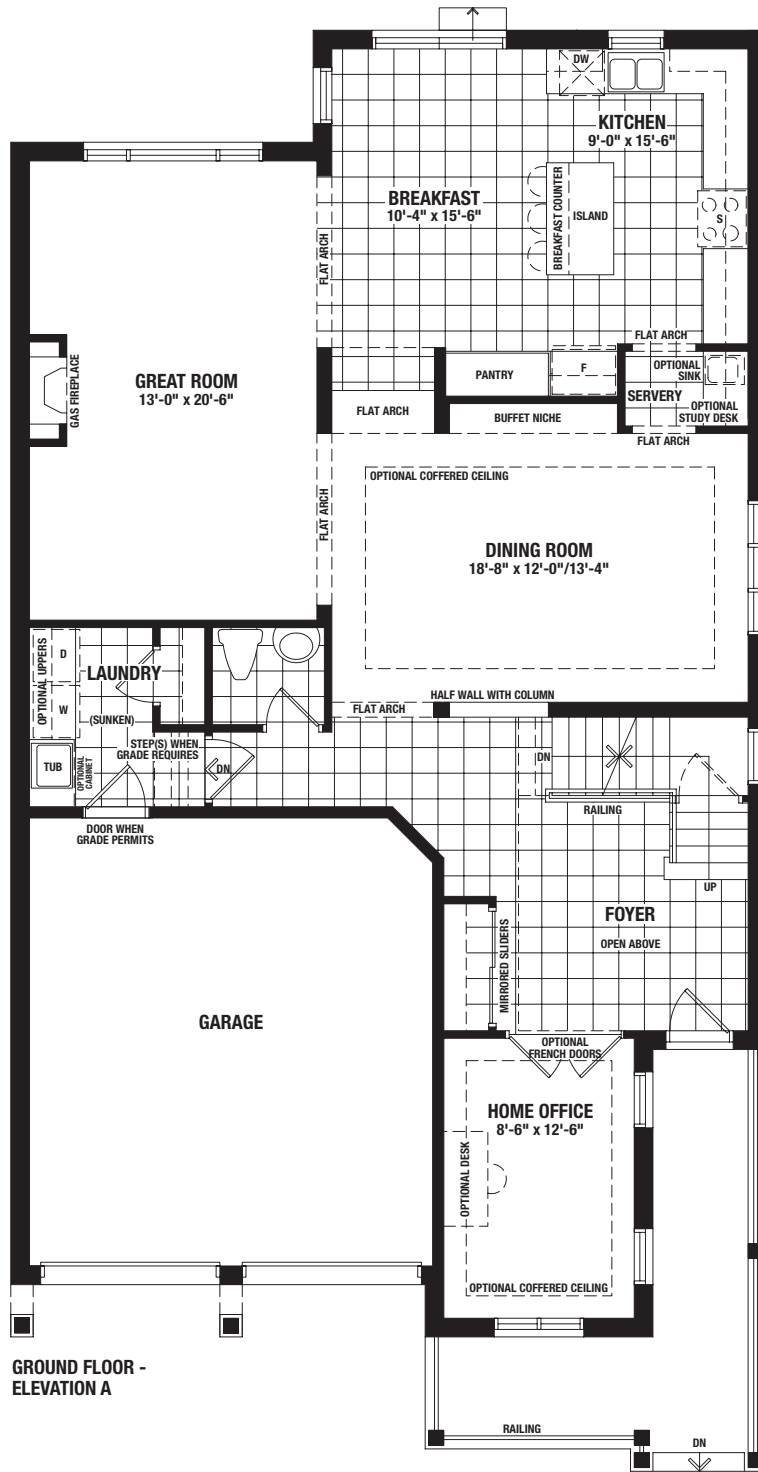 DW
KITCHEN
9'-0" x 15'-6"
BREAKFAST
10'-4" x 15'-6"
BREAKFAST COUNTER
ISLAND
S
FLAT ARCH
FLAT ARCH
GREAT ROOM
13'-0" x 20'-6"
GAS FIREPLACE
PANTRY
F
OPTIONAL
SINK
SERVERY
OPTIONAL
STUDY DESK
FLAT ARCH
BUFFET NICHE
FLAT ARCH
OPTIONAL COFFERED CEILING
FLAT ARCH
DINING ROOM
18'-8" x 12'-0"/13'-4"
OPTIONAL UPPERS
D
LAUNDRY
W
(SUNKEN)
HALF WALL WITH COLUMN
FLAT ARCH
STEP(S) WHEN
GRADE REQUIRES
TUB
OPTIONAL
CABINET
DN
DN
RAILING
DOOR WHEN
GRADE PERMITS
UP
FOYER
OPEN ABOVE
MIRRORED SLIDERS
GARAGE
OPTIONAL
FRENCH DOORS
HOME OFFICE
8'-6" x 12'-6"
OPTIONAL DESK
OPTIONAL COFFERED CEILING
GROUND FLOOR -
ELEVATION A
RAILING
DN